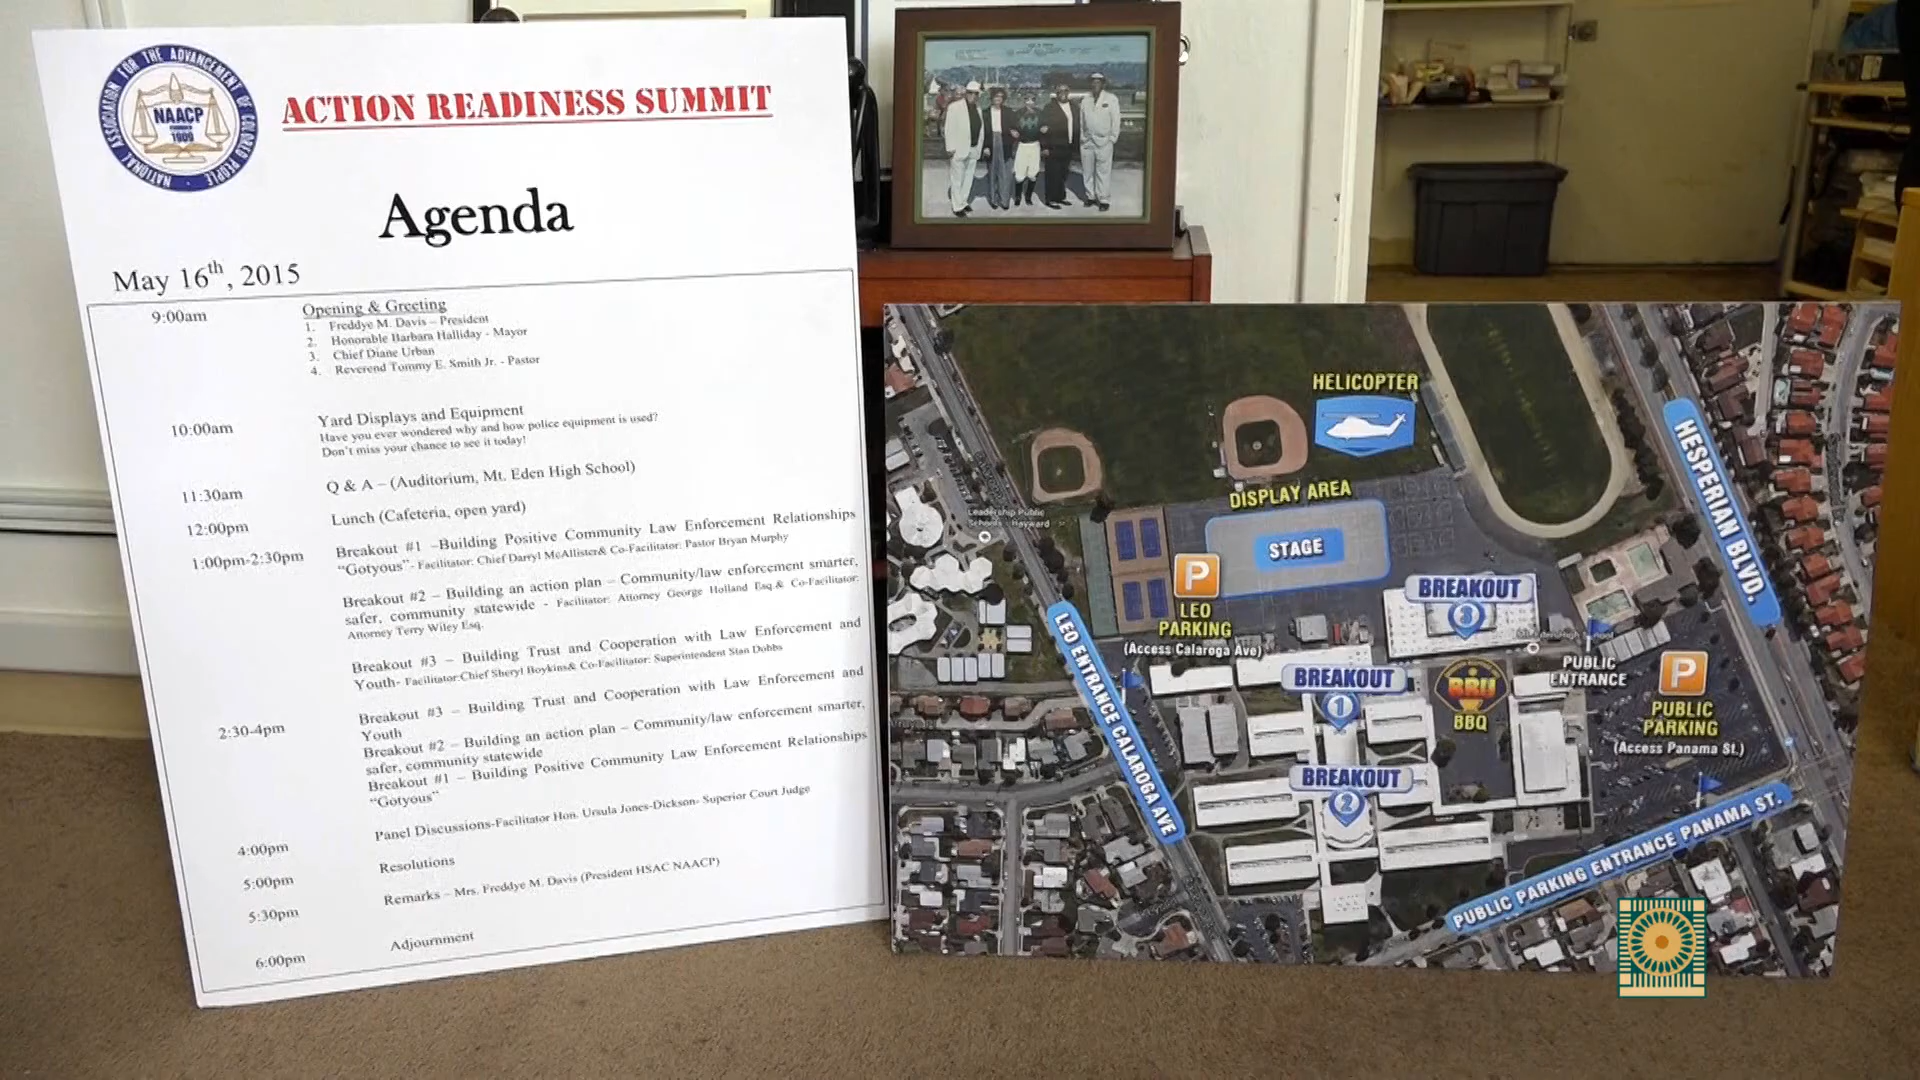 NATIONAL ASSOCIATION FOR THE ADVANCEMENT OF COLORED PEOPLE
NAACP
FOUNDED
1909
ACTION READINESS SUMMIT
Agenda
May 16th, 2015
9:00am
Opening & Greeting
1. Freddye M. Davis – President
2. Honorable Barbara Halliday - Mayor
3. Chief Diane Urban
4. Reverend Tommy E. Smith Jr. - Pastor
10:00am
Yard Displays and Equipment
Have you ever wondered why and how police equipment is used?
Don't miss your chance to see it today!
11:30am
Q & A – (Auditorium, Mt. Eden High School)
12:00pm
Lunch (Cafeteria, open yard)
1:00pm-2:30pm
Breakout #1 –Building Positive Community Law Enforcement Relationships
“Gotyous”- Facilitator: Chief Darryl McAllister& Co-Facilitator: Pastor Bryan Murphy
Breakout #2 – Building an action plan – Community/law enforcement smarter,
safer, community statewide - Facilitator: Attorney George Holland Esq.& Co-Facilitator:
Attorney Terry Wiley Esq.
Breakout #3 – Building Trust and Cooperation with Law Enforcement and
Youth- Facilitator:Chief Sheryl Boykins& Co-Facilitator: Superintendent Stan Dobbs
2:30-4pm
Breakout #3 – Building Trust and Cooperation with Law Enforcement and
Youth
Breakout #2 – Building an action plan – Community/law enforcement smarter,
safer, community statewide
Breakout #1 – Building Positive Community Law Enforcement Relationships
“Gotyous”
4:00pm
Panel Discussions-Facilitator Hon. Ursula Jones-Dickson- Superior Court Judge
5:00pm
Resolutions
5:30pm
Remarks – Mrs. Freddye M. Davis (President HSAC NAACP)
6:00pm
Adjournment
HELICOPTER
HESPERIAN BLVD.
DISPLAY AREA
Leadership Public
Schools - Hayward
STAGE
P
LEO
PARKING
(Access Calaroga Ave)
BREAKOUT
3
LEO ENTRANCE CALAROGA AVE
PUBLIC
ENTRANCE
P
PUBLIC
PARKING
(Access Panama St.)
BREAKOUT
1
BBQ
BREAKOUT
2
PUBLIC PARKING ENTRANCE PANAMA ST.